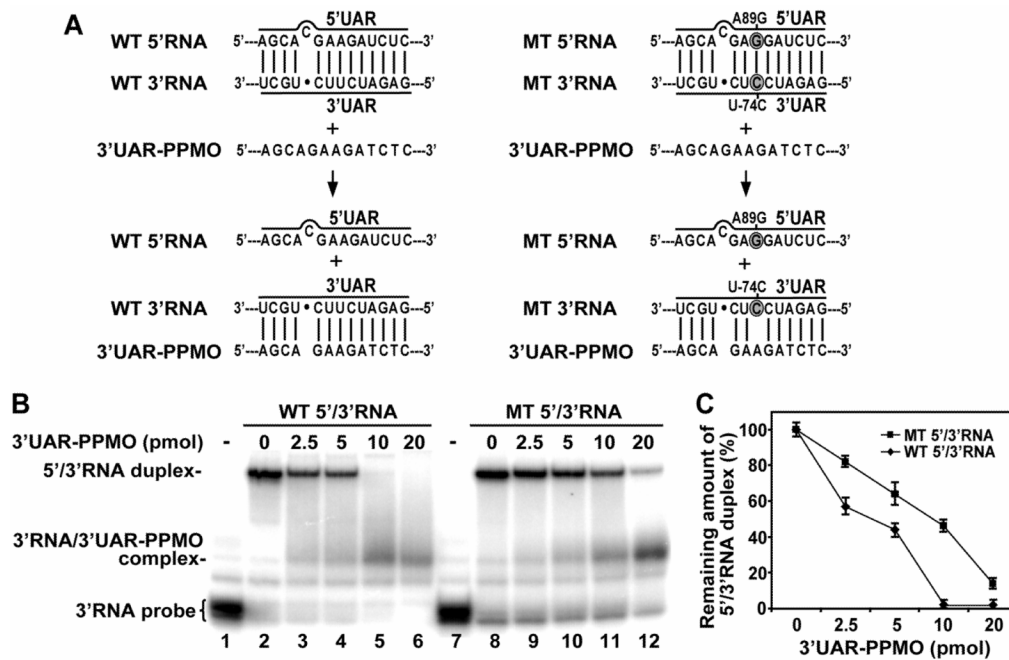 A
5'UAR
WT 5'RNA 5'---AGCA C GAAGAUCUC---3'
WT 3'RNA 3'---UCGU • CUUCUAGAG---5'
3'UAR
+
3'UAR-PPMO 5'---AGCAGAAGATCTC---3'
5'UAR
WT 5'RNA 5'---AGCA C GAAGAUCUC---3'
+
3'UAR
WT 3'RNA 3'---UCGU • CUUCUAGAG---5'
3'UAR-PPMO 5'---AGCA GAAGATCTC---3'
A89G 5'UAR
MT 5'RNA 5'---AGCA C GAGGAUCUC---3'
MT 3'RNA 3'---UCGU • CUCCUAGAG---5'
U-74C 3'UAR
+
3'UAR-PPMO 5'---AGCAGAAGATCTC---3'
A89G 5'UAR
MT 5'RNA 5'---AGCA C GAGGAUCUC---3'
+
U-74C 3'UAR
MT 3'RNA 3'---UCGU • CUCCUAGAG---5'
3'UAR-PPMO 5'---AGCA GAAGATCTC---3'
B
WT 5'/3'RNA MT 5'/3'RNA
3'UAR-PPMO (pmol) - 0 2.5 5 10 20 - 0 2.5 5 10 20
5'/3'RNA duplex-
3'RNA/3'UAR-PPMO
complex-
3'RNA probe
1 2 3 4 5 6 7 8 9 10 11 12
C
Remaining amount of
5'/3'RNA duplex (%)
100
80
60
40
20
0
MT 5'/3'RNA
WT 5'/3'RNA
0 2.5 5 10 20
3'UAR-PPMO (pmol)